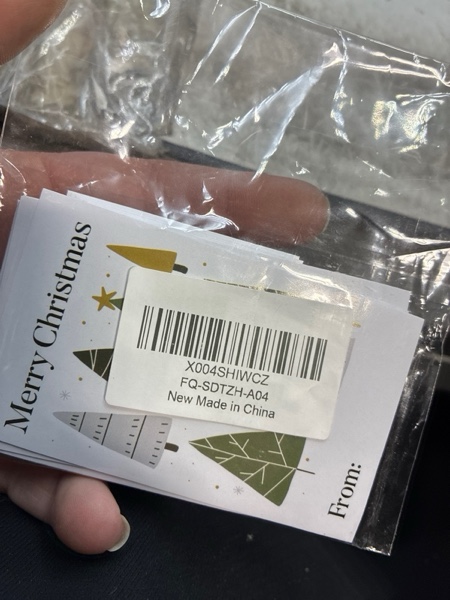 Merry Christmas
X004SHIWCZ
FQ-SDTZH-A04
New Made in China
From: